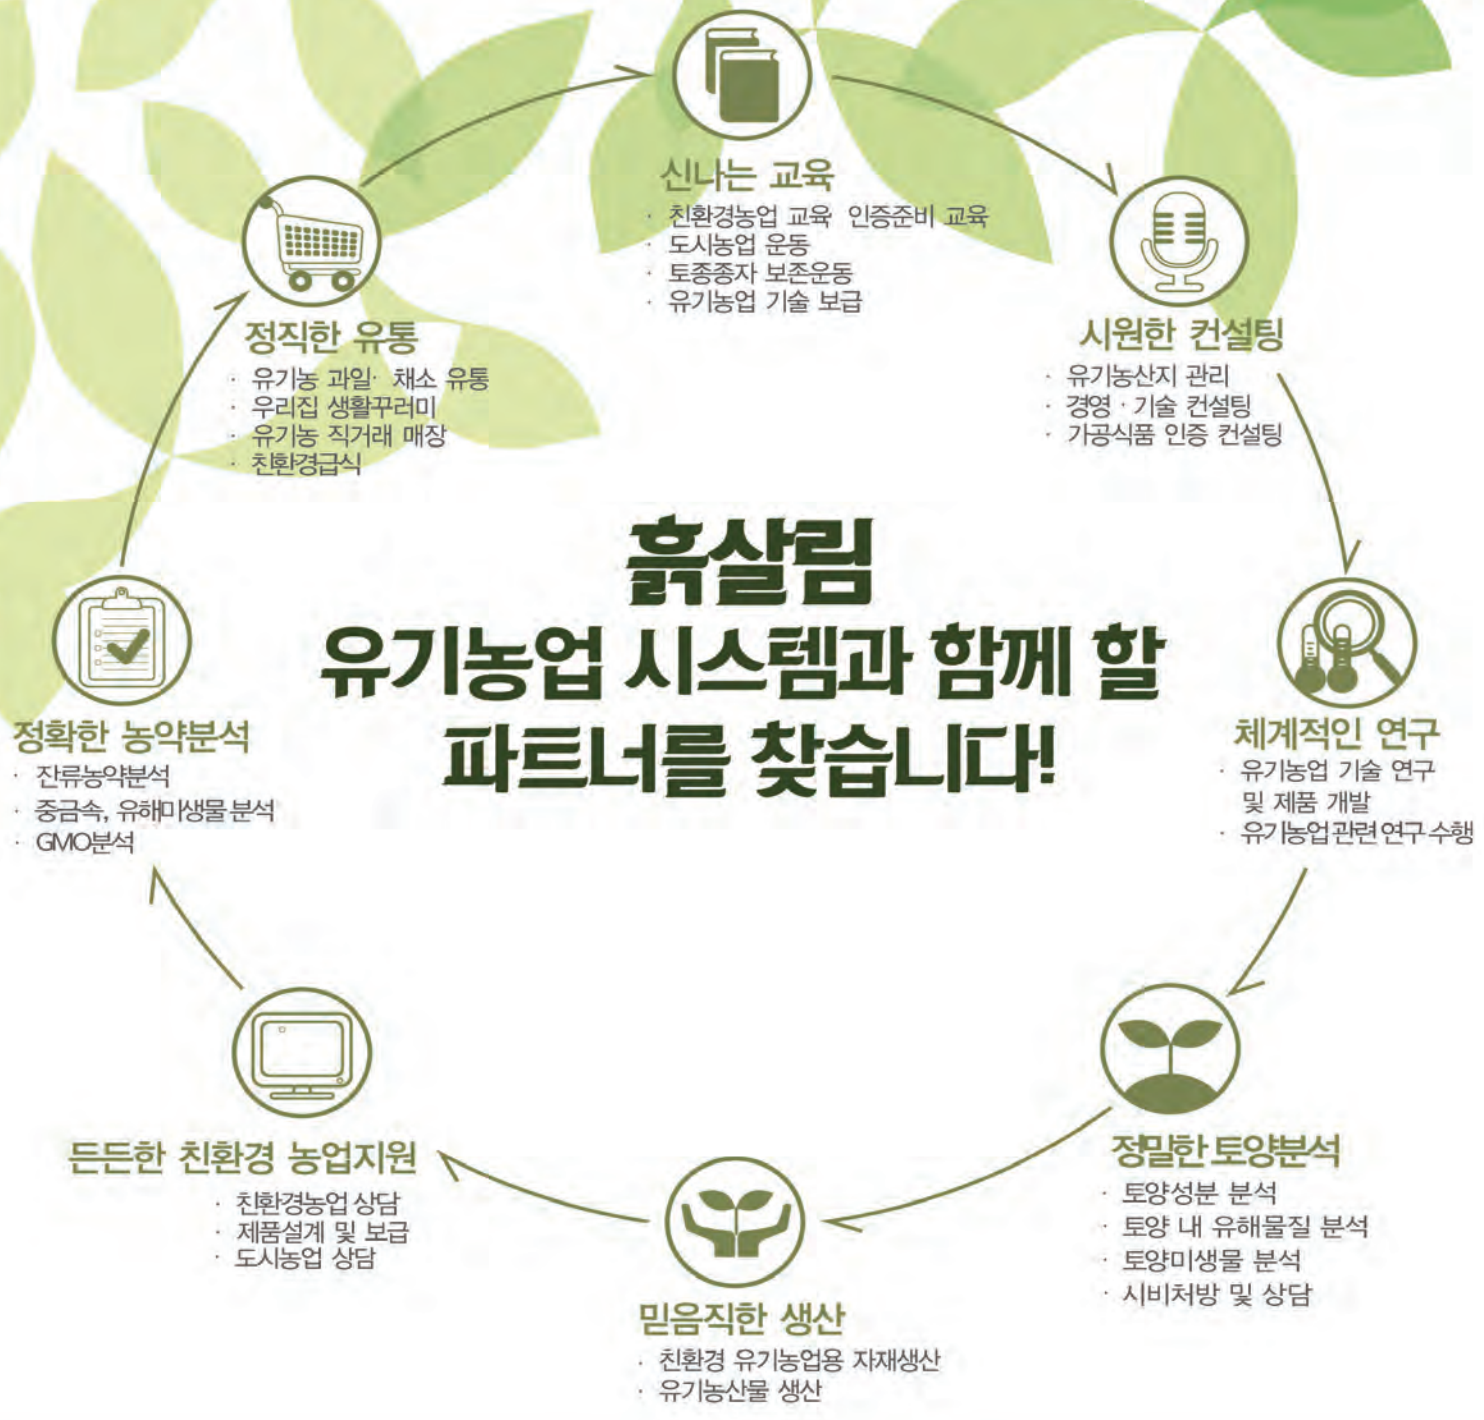 신나는 교육
· 친환경농업 교육 인증준비 교육
· 도시농업 운동
· 토종종자 보존운동
· 유기농업 기술 보급
시원한 컨설팅
· 유기농산지 관리
· 경영 · 기술 컨설팅
· 가공식품 인증 컨설팅
정직한 유통
· 유기농 과일· 채소 유통
· 우리집 생활꾸러미
· 유기농 직거래 매장
· 친환경급식
흙살림
유기농업 시스템과 함께 할
파트너를 찾습니다!
체계적인 연구
· 유기농업 기술 연구
및 제품 개발
· 유기농업 관련 연구 수행
정확한 농약분석
· 잔류농약분석
· 중금속, 유해미생물 분석
· GMO분석
정밀한 토양분석
· 토양성분 분석
· 토양 내 유해물질 분석
· 토양미생물 분석
· 시비처방 및 상담
든든한 친환경 농업지원
· 친환경농업 상담
· 제품설계 및 보급
· 도시농업 상담
믿음직한 생산
· 친환경 유기농업용 자재생산
· 유기농산물 생산